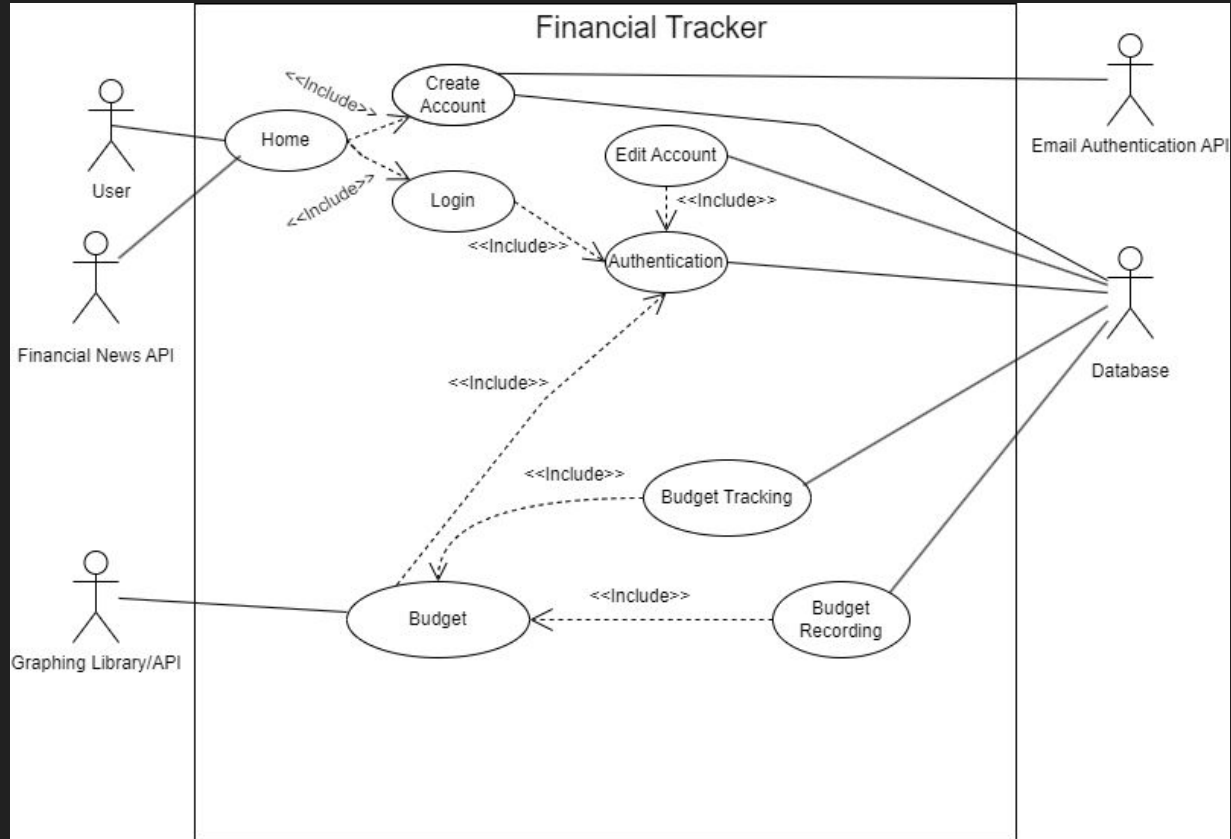 Financial Tracker
<<Include>>
Create
Account
Home
User
Email Authentication API
Edit Account
Login
<<Include>>
<<Include>>
<<Include>>
Authentication
Financial News API
Database
<<Include>>
<<Include>>
Budget Tracking
<<Include>>
Budget
Budget
Recording
Graphing Library/API